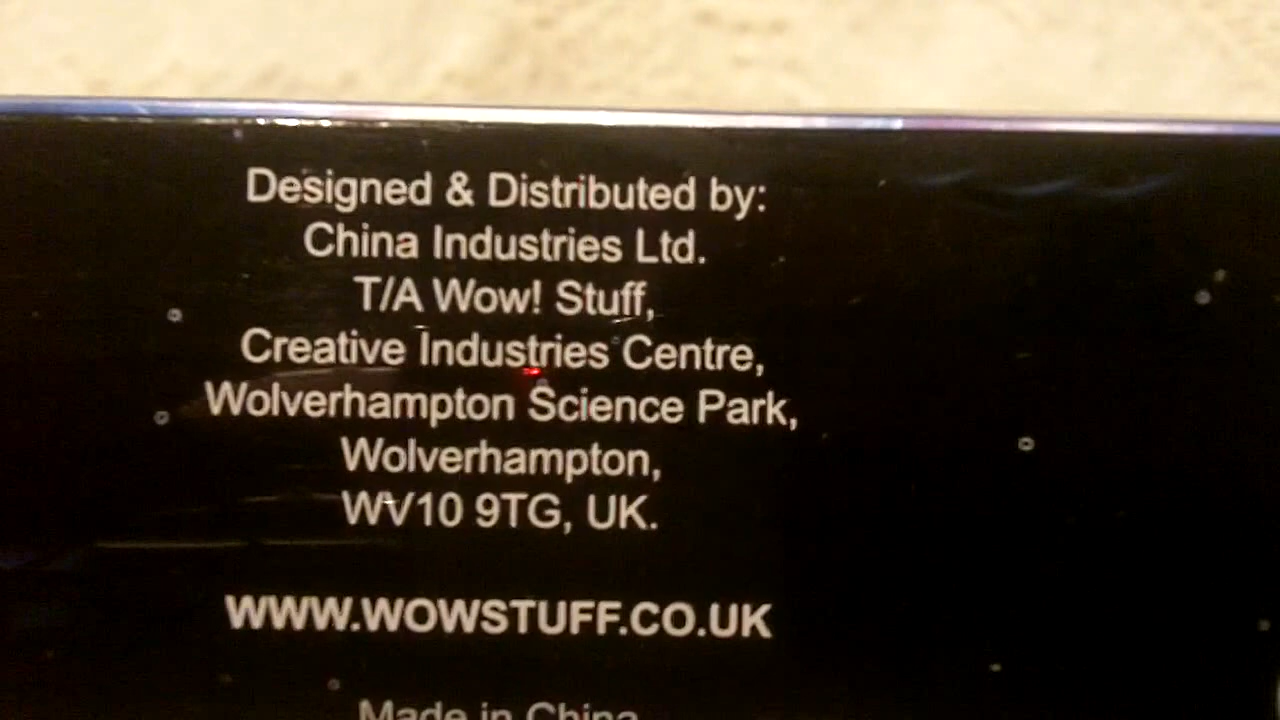 Designed & Distributed by:
China Industries Ltd.
T/A Wow! Stuff,
Creative Industries Centre,
Wolverhampton Science Park,
Wolverhampton,
WV10 9TG, UK.
WWW.WOWSTUFF.CO.UK
Made in China